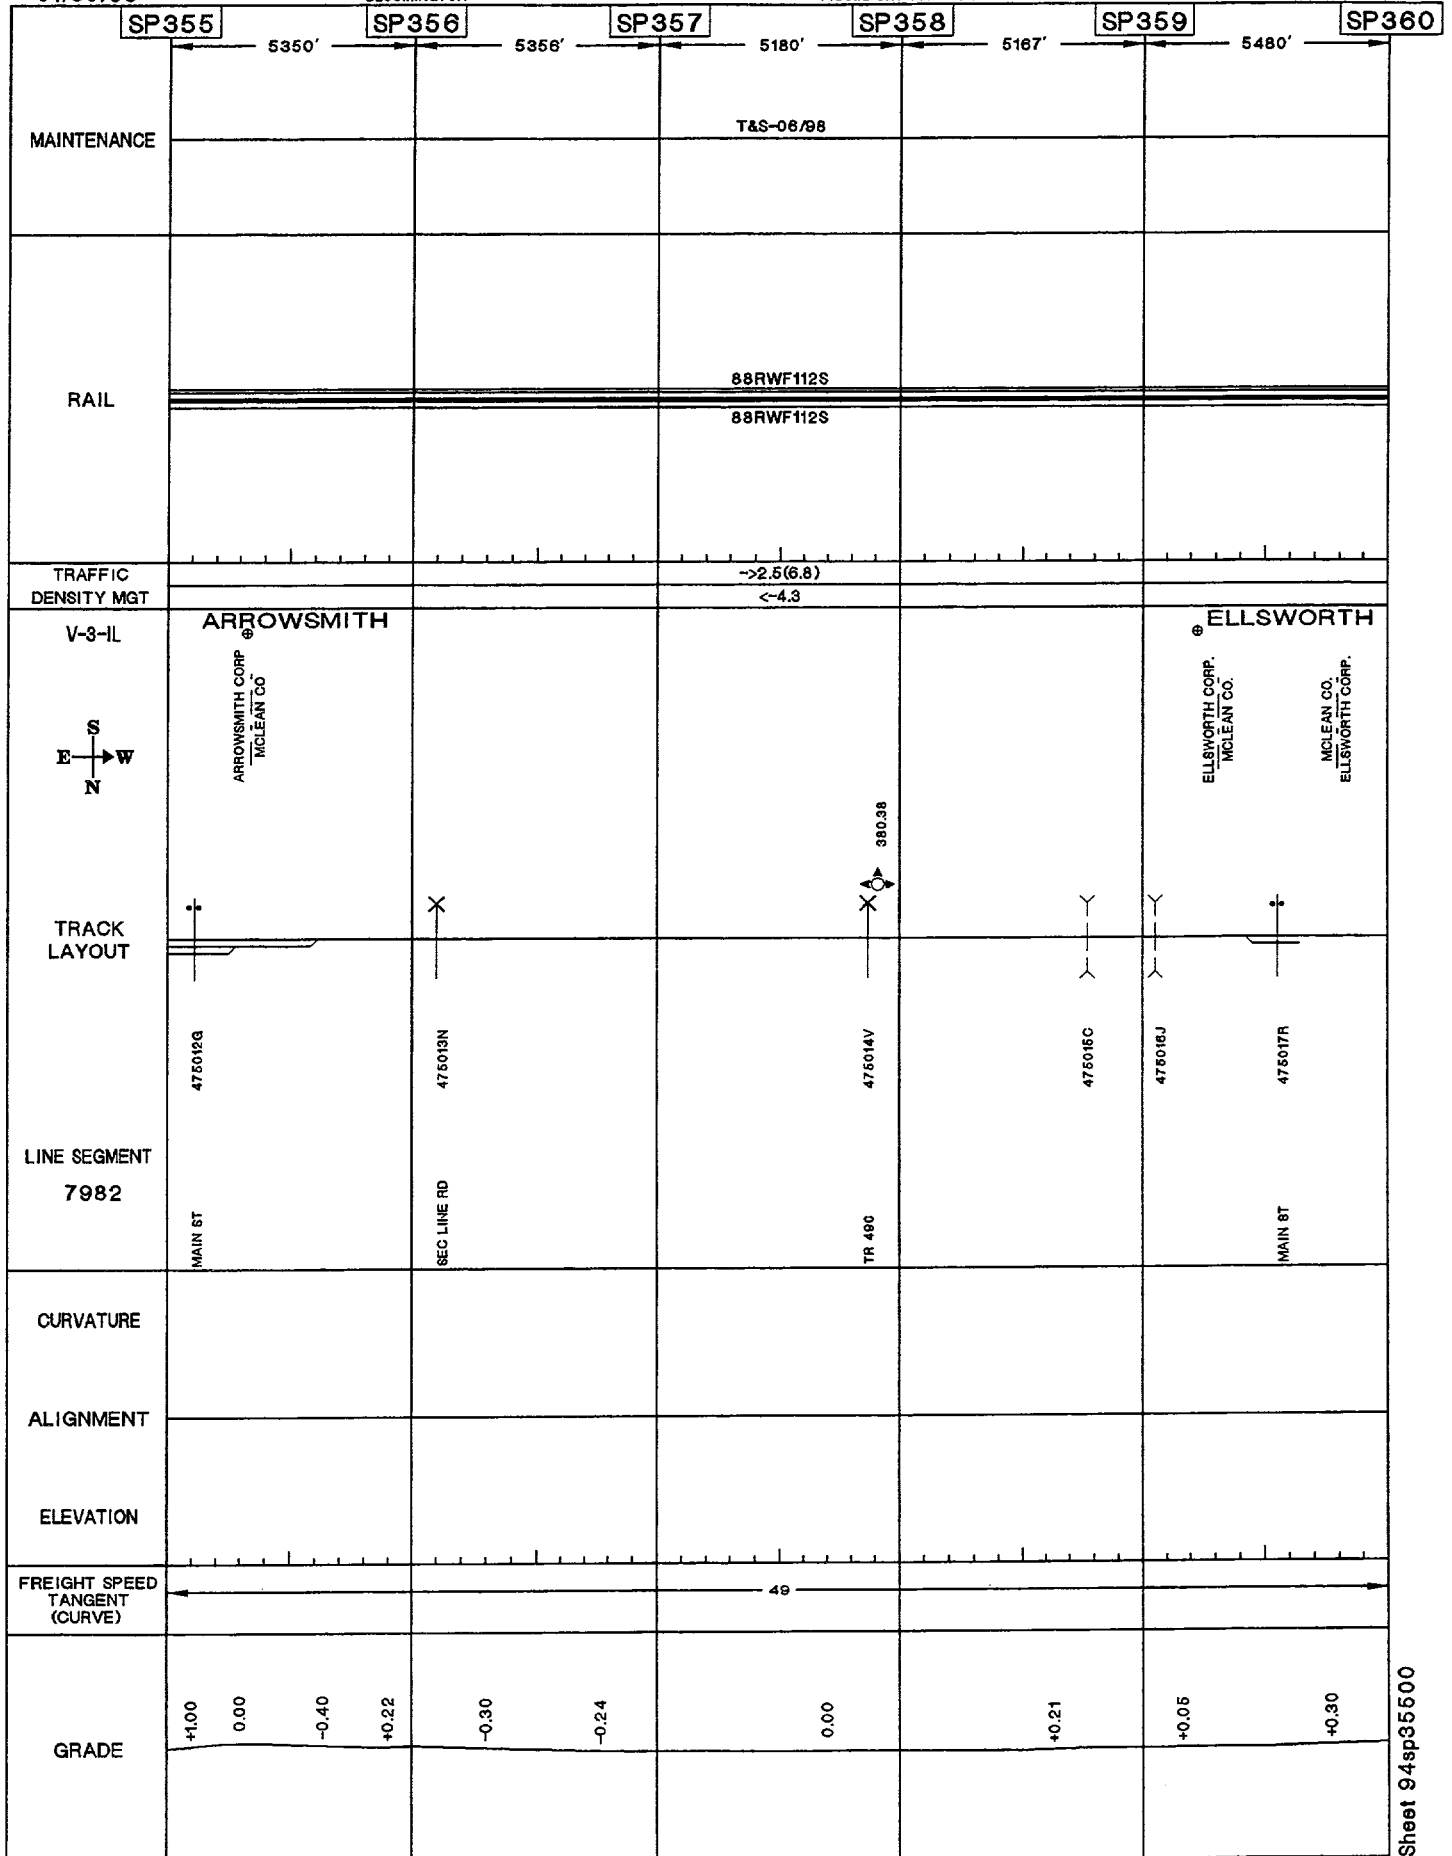 SP355 SP356 SP357 SP358 SP359 SP360
5350' 5356' 5180' 5167' 5480'
MAINTENANCE
T&S-06/98
RAIL
88RWF112S
88RWF112S
TRAFFIC
DENSITY MGT
->2.5(6.8)
<-4.3
V-3-IL
ARROWSMITH
ELLSWORTH
ARROWSMITH CORP
MCLEAN CO
ELLSWORTH CORP.
MCLEAN CO.
MCLEAN CO.
ELLSWORTH CORP.
S
E W
N
380.38
TRACK
LAYOUT
475012G
475013N
475014V
475015C
475016J
475017R
LINE SEGMENT
7982
MAIN ST
SEC LINE RD
TR 490
MAIN ST
CURVATURE
ALIGNMENT
ELEVATION
FREIGHT SPEED
TANGENT
(CURVE)
49
GRADE
+1.00 0.00 -0.40 +0.22 -0.30 -0.24 0.00 +0.21 +0.05 +0.30
Sheet 94sp35500